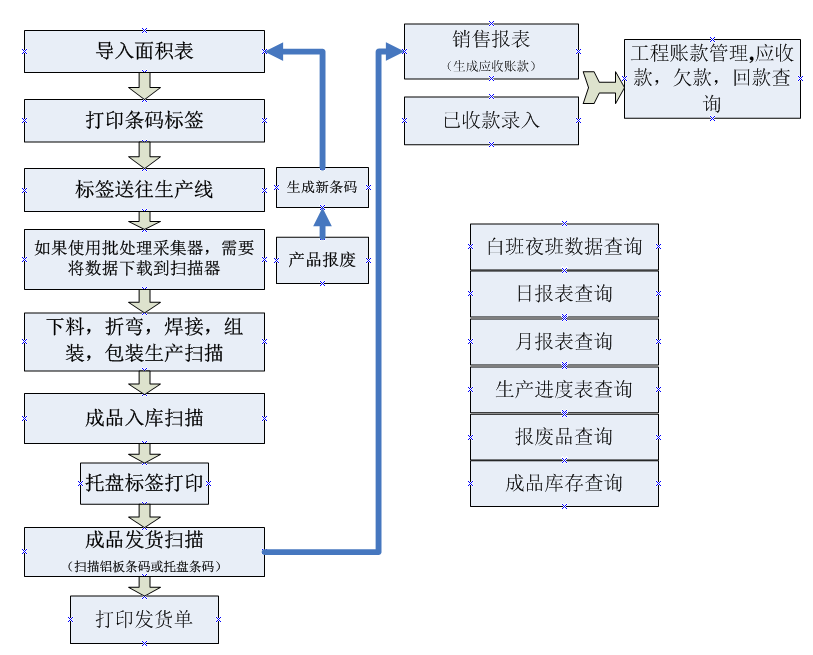 导入面积表
打印条码标签
标签送往生产线
如果使用批处理采集器，需要
将数据下载到扫描器
下料，折弯，焊接，组
装，包装生产扫描
成品入库扫描
托盘标签打印
成品发货扫描
（扫描铝板条码或托盘条码）
打印发货单
生成新条码
产品报废
销售报表
（生成应收账款）
已收款录入
工程账款管理,应收
款，欠款，回款查
询
白班夜班数据查询
日报表查询
月报表查询
生产进度表查询
报废品查询
成品库存查询